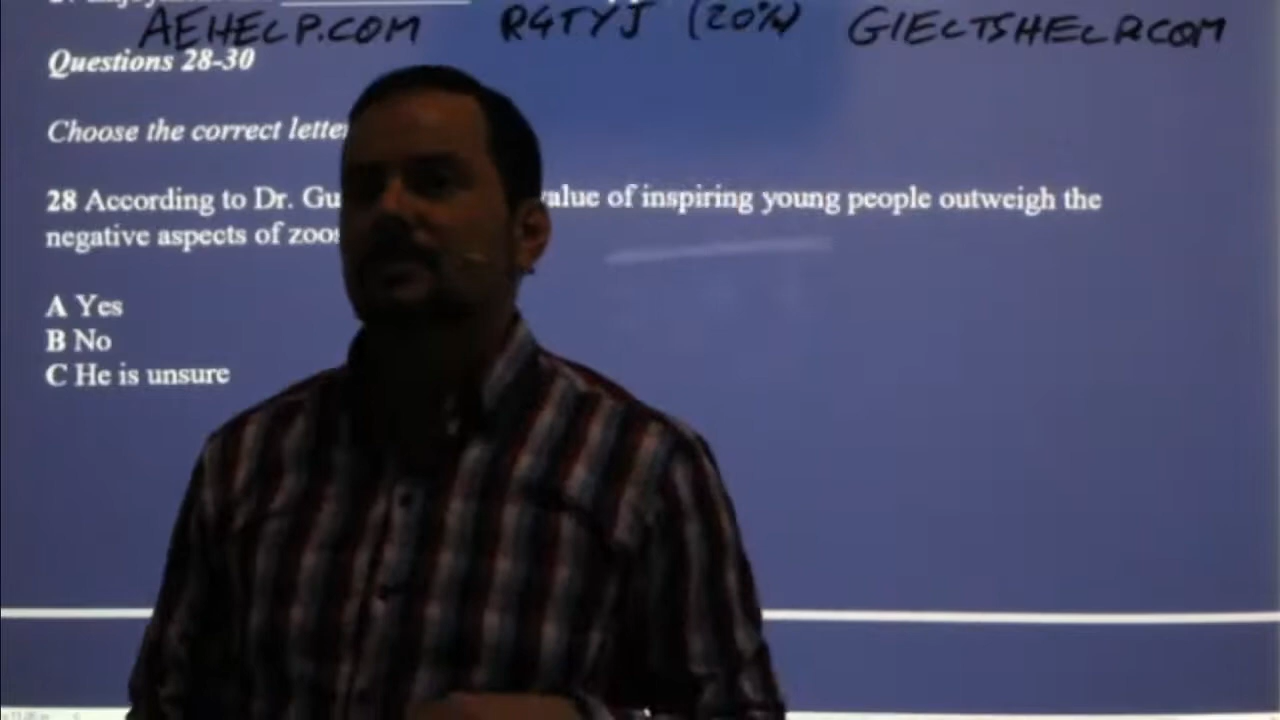 AEHELP.COM R4TYJ (20%) GIELTSHELP.COM
Questions 28-30
Choose the correct letter
28 According to Dr. Gu value of inspiring young people outweigh the
negative aspects of zoos
A Yes
B No
C He is unsure